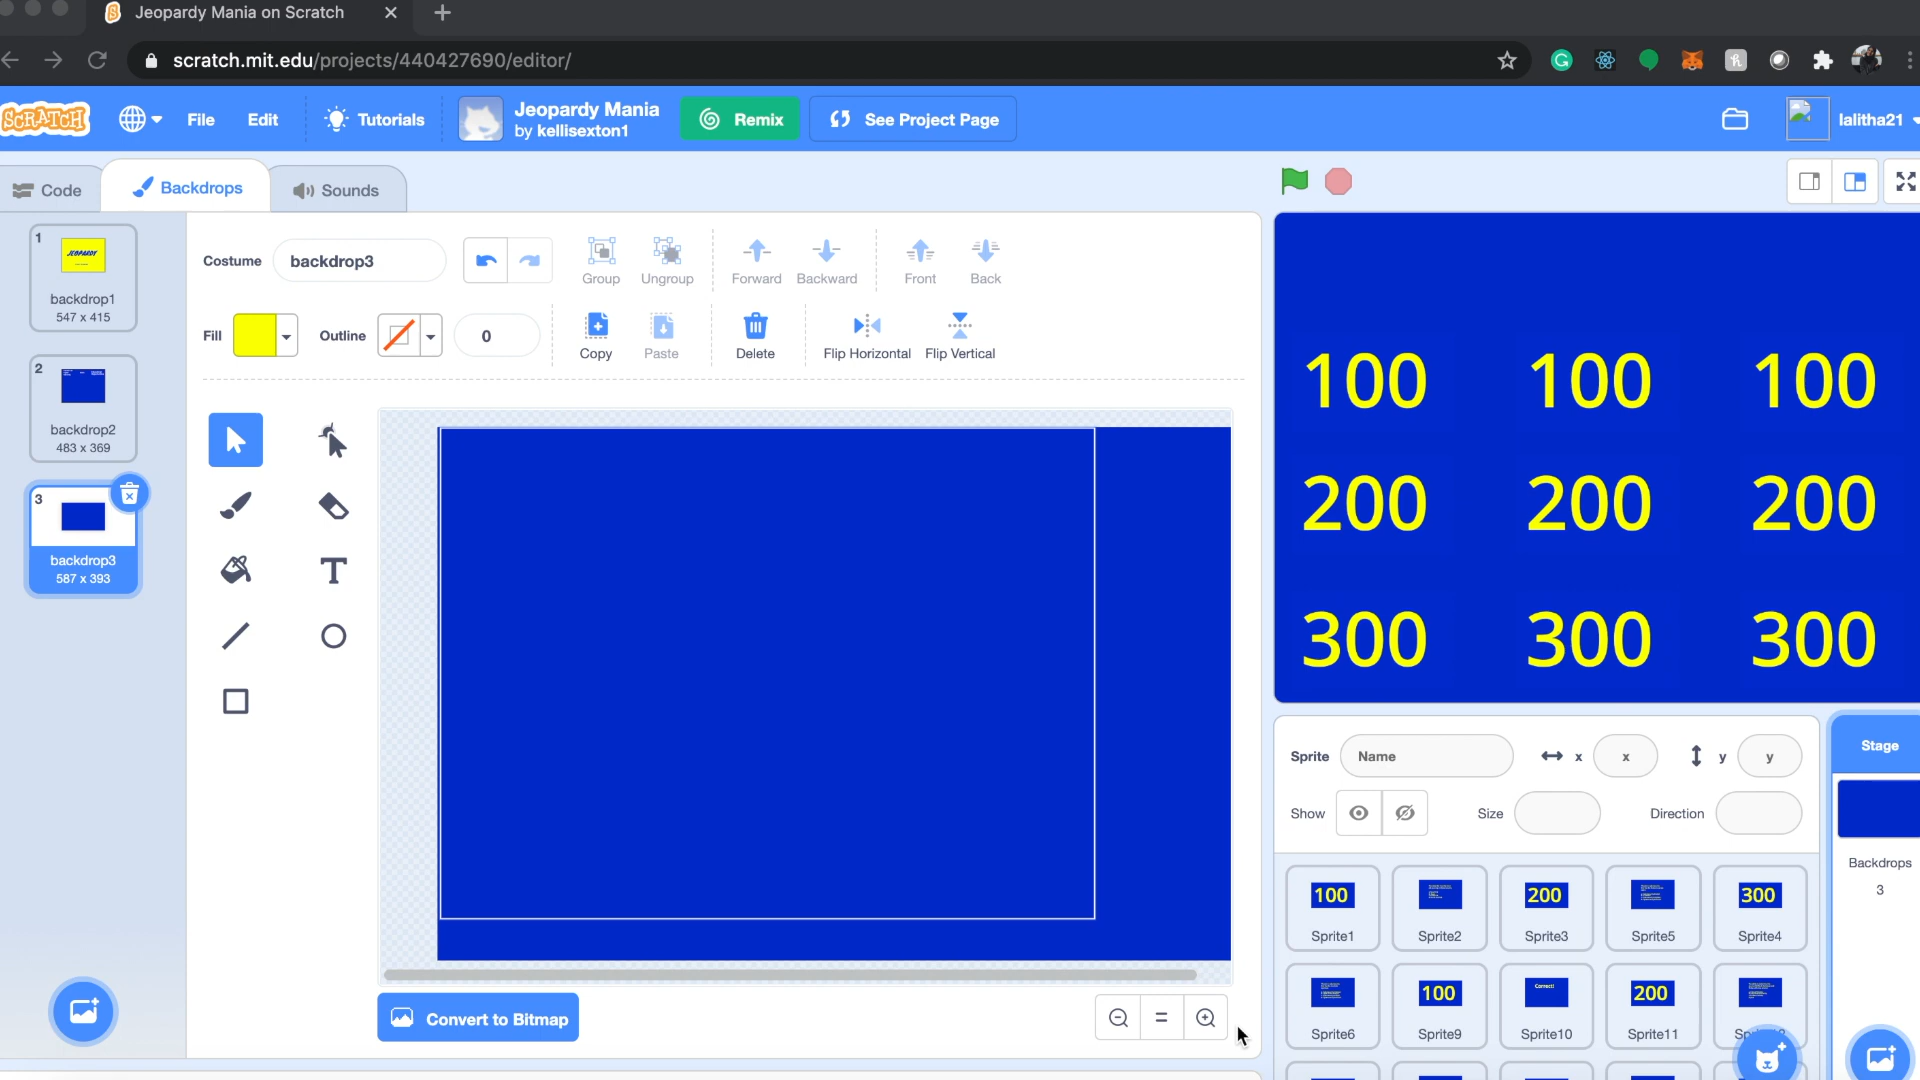 Jeopardy Mania on Scratch
scratch.mit.edu/projects/440427690/editor/
SCRATCH
File
Edit
Tutorials
Jeopardy Mania
by kellisexton1
Remix
See Project Page
lalitha21
Code
Backdrops
Sounds
1
JEOPARDY
backdrop1
547 x 415
2
backdrop2
483 x 369
3
backdrop3
587 x 393
Costume
backdrop3
Group
Ungroup
Forward
Backward
Front
Back
Fill
Outline
0
Copy
Paste
Delete
Flip Horizontal
Flip Vertical
Convert to Bitmap
100 100 100
200 200 200
300 300 300
Sprite
Name
x
x
y
y
Show
Size
Direction
Stage
Backdrops
3
100
200
300
Sprite1
Sprite2
Sprite3
Sprite5
Sprite4
100
Correct!
200
Sprite6
Sprite9
Sprite10
Sprite11